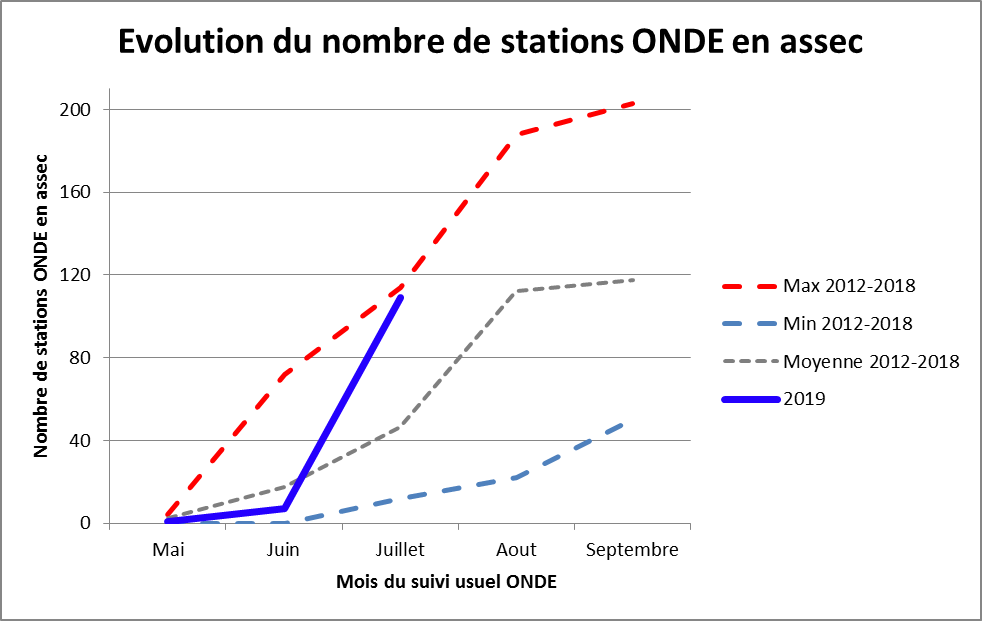 Evolution du nombre de stations ONDE en assec
Nombre de stations ONDE en assec
200
160
120
80
40
0
Mai
Juin
Juillet
Aout
Septembre
Mois du suivi usuel ONDE
Max 2012-2018
Min 2012-2018
Moyenne 2012-2018
2019